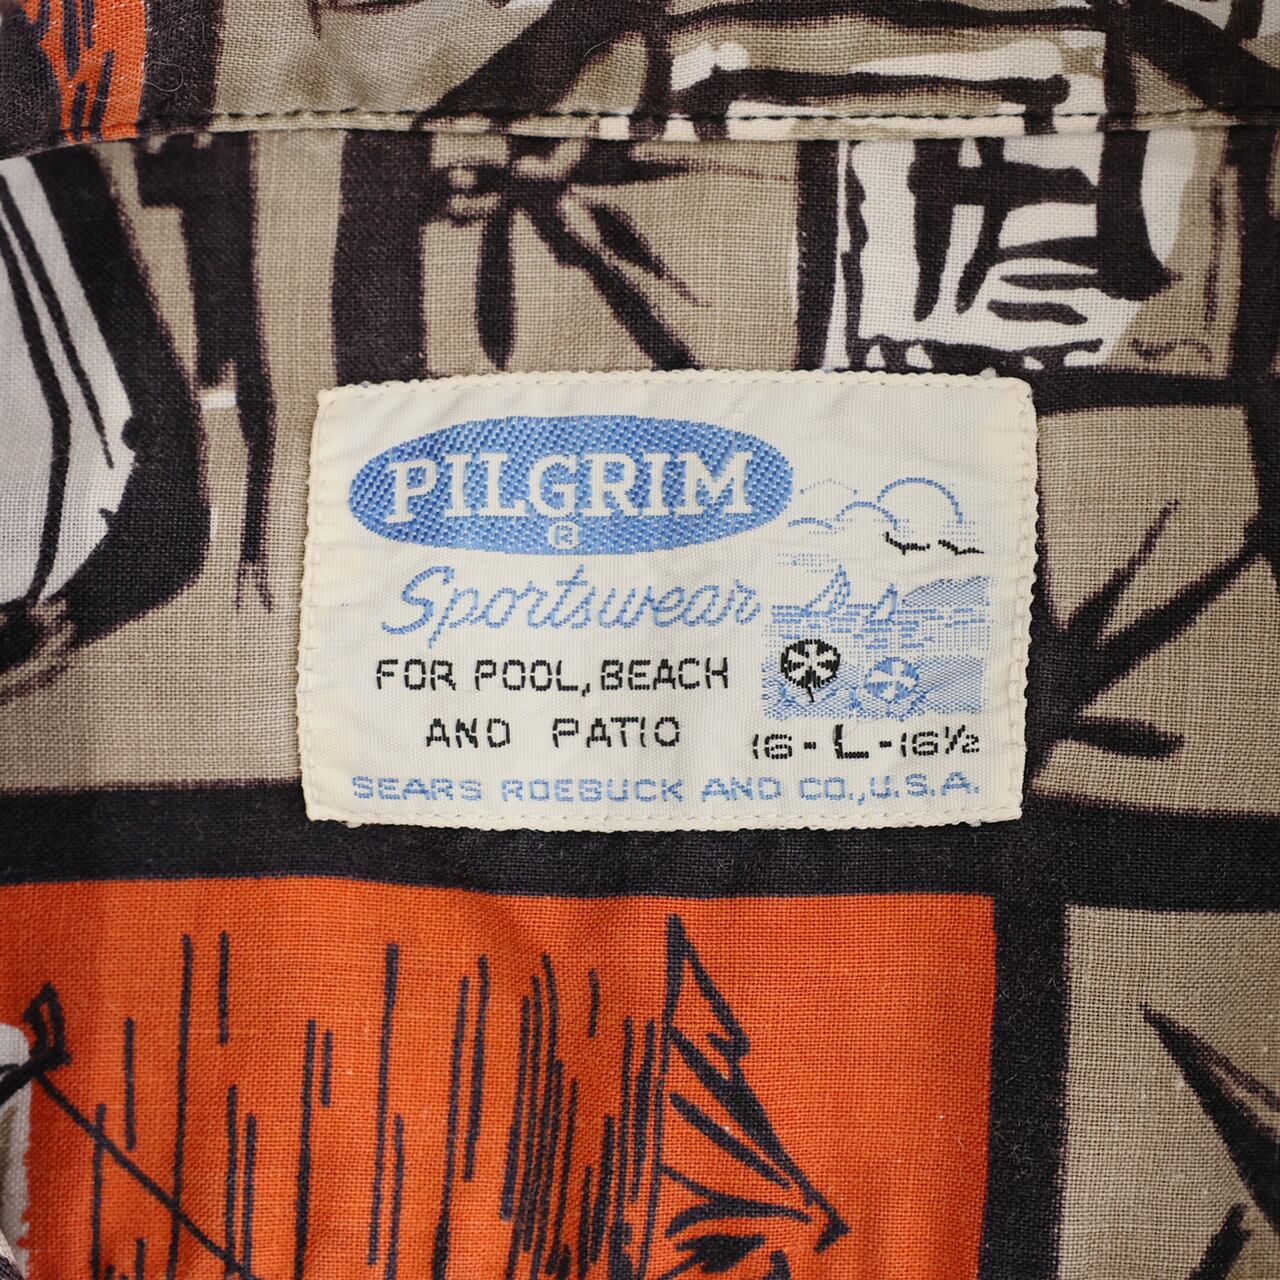 PILGRIM
®
Sportswear
FOR POOL, BEACH
AND PATIO
16-L-16½
SEARS ROEBUCK AND CO., U.S.A.